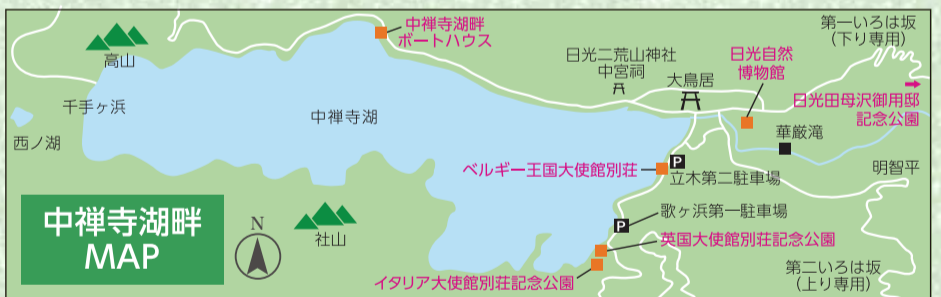 中禅寺湖畔
ボートハウス
第一いろは坂
(下り専用)
高山
日光二荒山神社
中宮祠
大鳥居
日光自然
博物館
日光田母沢御用邸
記念公園
千手ヶ浜
中禅寺湖
西ノ湖
華厳滝
明智平
ベルギー王国大使館別荘
P
立木第二駐車場
中禅寺湖畔
MAP
N
社山
P
歌ヶ浜第一駐車場
英国大使館別荘記念公園
イタリア大使館別荘記念公園
第二いろは坂
(上り専用)